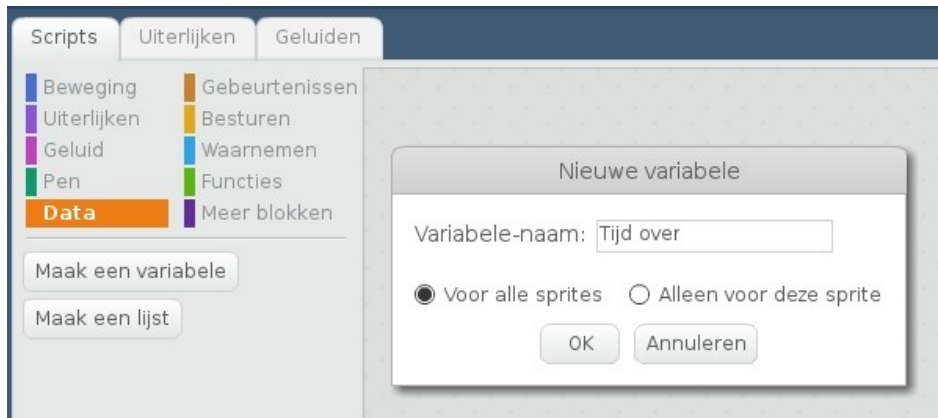 Scripts Uiterlijken Geluiden
Beweging Gebeurtenissen
Uiterlijken Besturen
Geluid Waarnemen
Pen Functies
Data Meer blokken
Maak een variabele
Maak een lijst
Nieuwe variabele
Variabele-naam: Tijd over
Voor alle sprites Alleen voor deze sprite
OK Annuleren